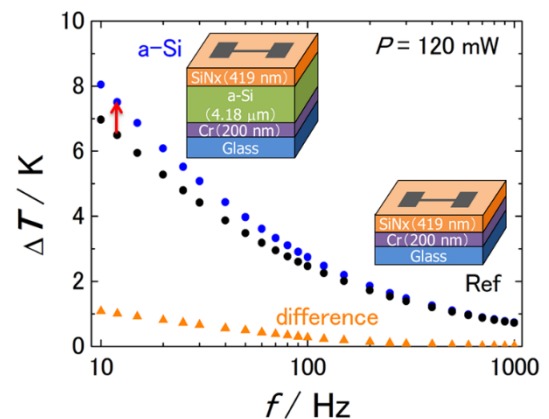 a-Si
P = 120 mW
SiNx(419 nm)
a-Si
(4.18 μm)
Cr(200 nm)
Glass
SiNx(419 nm)
Cr(200 nm)
Glass
Ref
difference
ΔT / K
10
8
6
4
2
0
10
100
1000
f / Hz